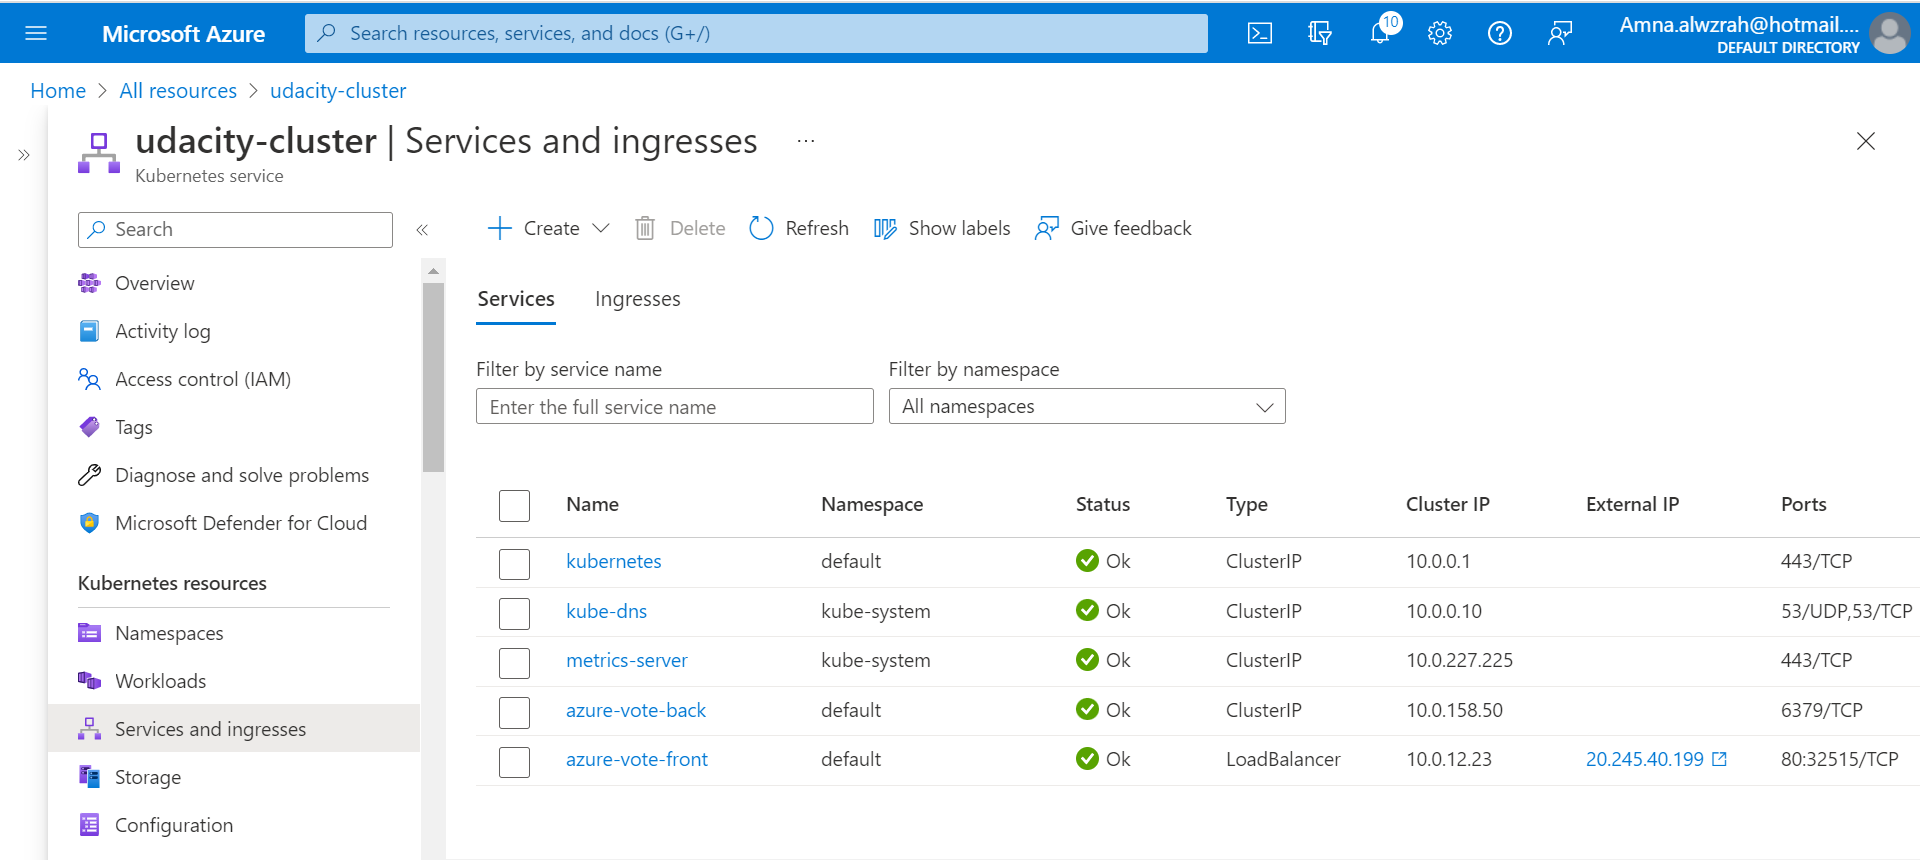 Microsoft Azure
Search resources, services, and docs (G+/)
10
Amna.alwzrah@hotmail....
DEFAULT DIRECTORY
Home > All resources > udacity-cluster
udacity-cluster | Services and ingresses ...
Kubernetes service
Search
Create
Delete
Refresh
Show labels
Give feedback
Overview
Activity log
Access control (IAM)
Tags
Diagnose and solve problems
Microsoft Defender for Cloud
Kubernetes resources
Namespaces
Workloads
Services and ingresses
Storage
Configuration
Services Ingresses
Filter by service name Filter by namespace
Enter the full service name All namespaces
Name Namespace Status Type Cluster IP External IP Ports
kubernetes default Ok ClusterIP 10.0.0.1 443/TCP
kube-dns kube-system Ok ClusterIP 10.0.0.10 53/UDP,53/TCP
metrics-server kube-system Ok ClusterIP 10.0.227.225 443/TCP
azure-vote-back default Ok ClusterIP 10.0.158.50 6379/TCP
azure-vote-front default Ok LoadBalancer 10.0.12.23 20.245.40.199 80:32515/TCP